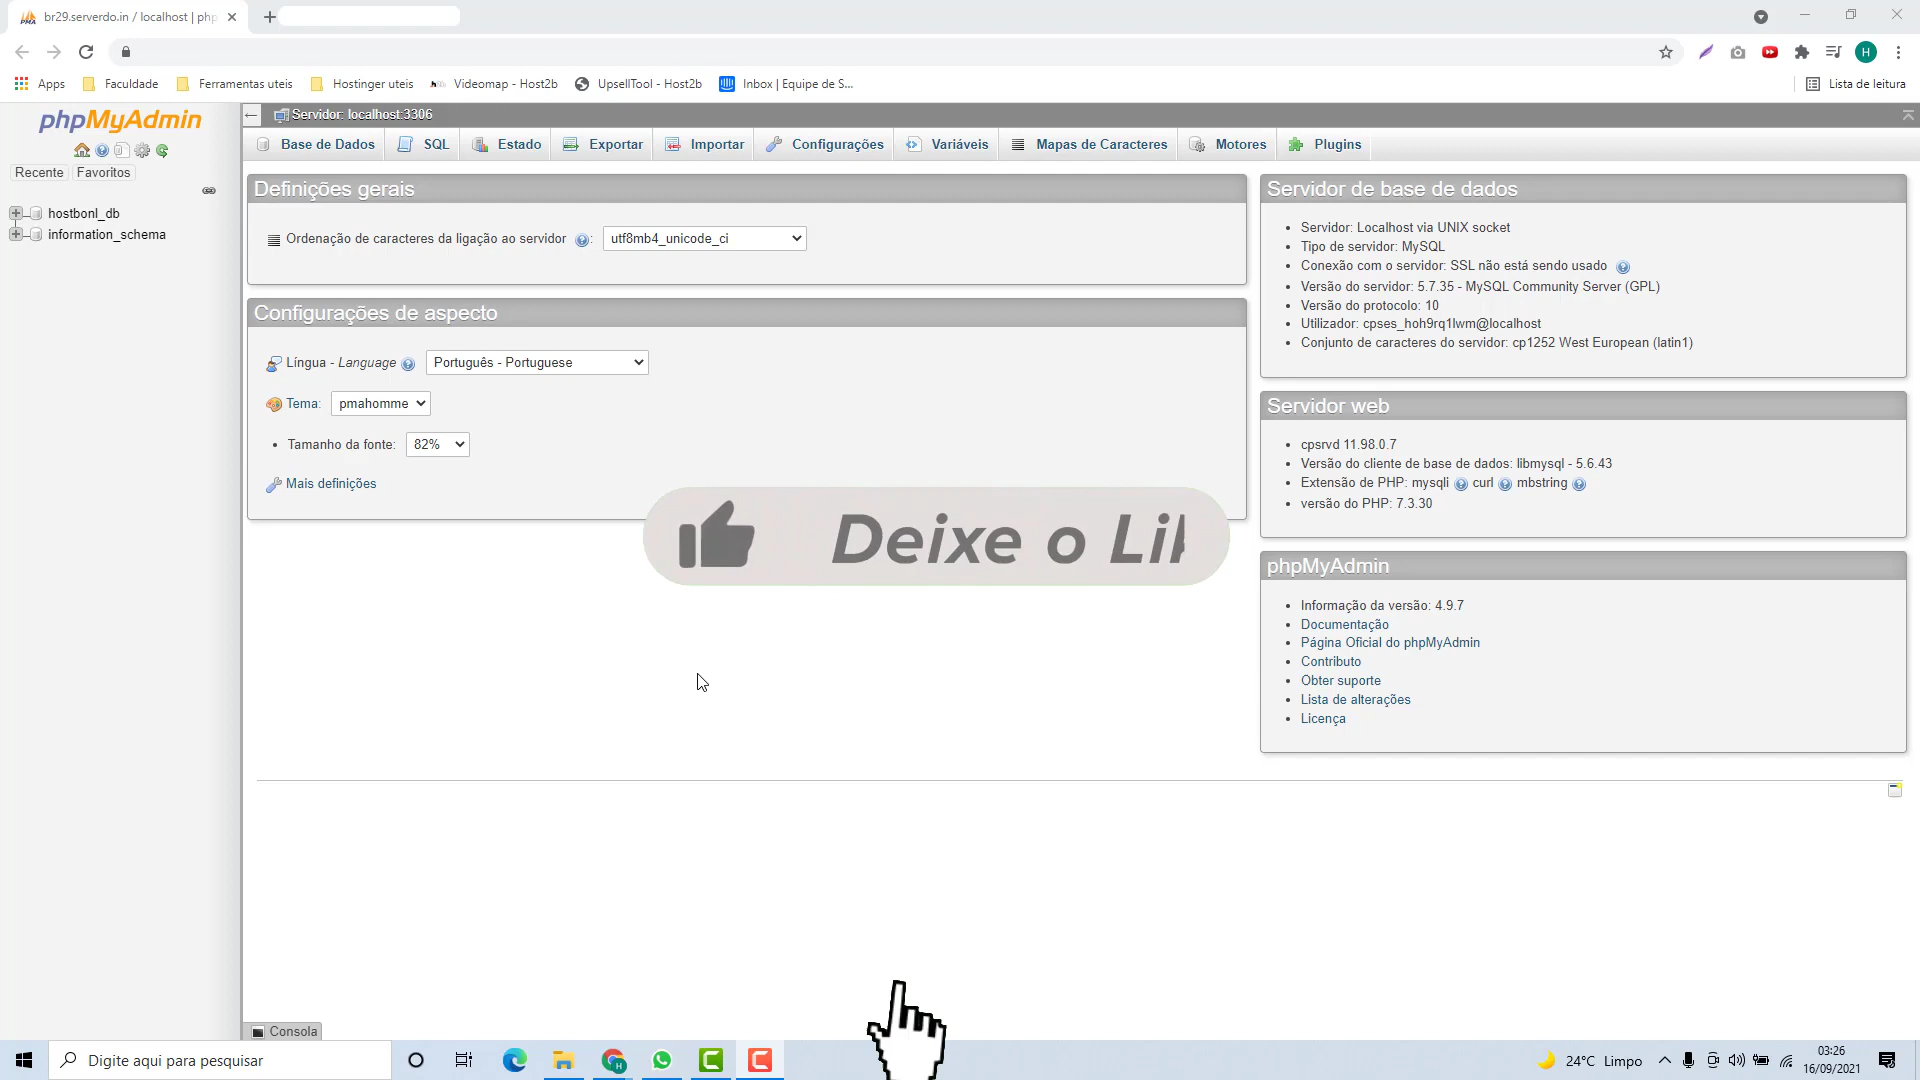 br29.serverdo.in / localhost | php
H
Apps
Faculdade
Ferramentas uteis
Hostinger uteis
Videomap - Host2b
UpsellTool - Host2b
Inbox | Equipe de S...
Lista de leitura
phpMyAdmin
Recente
Favoritos
hostbonl_db
information_schema
Servidor: localhost:3306
Base de Dados
SQL
Estado
Exportar
Importar
Configurações
Variáveis
Mapas de Caracteres
Motores
Plugins
Definições gerais
Ordenação de caracteres da ligação ao servidor : utf8mb4_unicode_ci
Configurações de aspecto
Língua - Language Português - Portuguese
Tema: pmahomme
• Tamanho da fonte: 82%
Mais definições
Deixe o Lik
Servidor de base de dados
• Servidor: Localhost via UNIX socket
• Tipo de servidor: MySQL
• Conexão com o servidor: SSL não está sendo usado
• Versão do servidor: 5.7.35 - MySQL Community Server (GPL)
• Versão do protocolo: 10
• Utilizador: cpses_hoh9rq1lwm@localhost
• Conjunto de caracteres do servidor: cp1252 West European (latin1)
Servidor web
• cpsrvd 11.98.0.7
• Versão do cliente de base de dados: libmysql - 5.6.43
• Extensão de PHP: mysqli curl mbstring
• versão do PHP: 7.3.30
phpMyAdmin
• Informação da versão: 4.9.7
• Documentação
• Página Oficial do phpMyAdmin
• Contributo
• Obter suporte
• Lista de alterações
• Licença
Consola
Digite aqui para pesquisar
24°C Limpo
03:26
16/09/2021